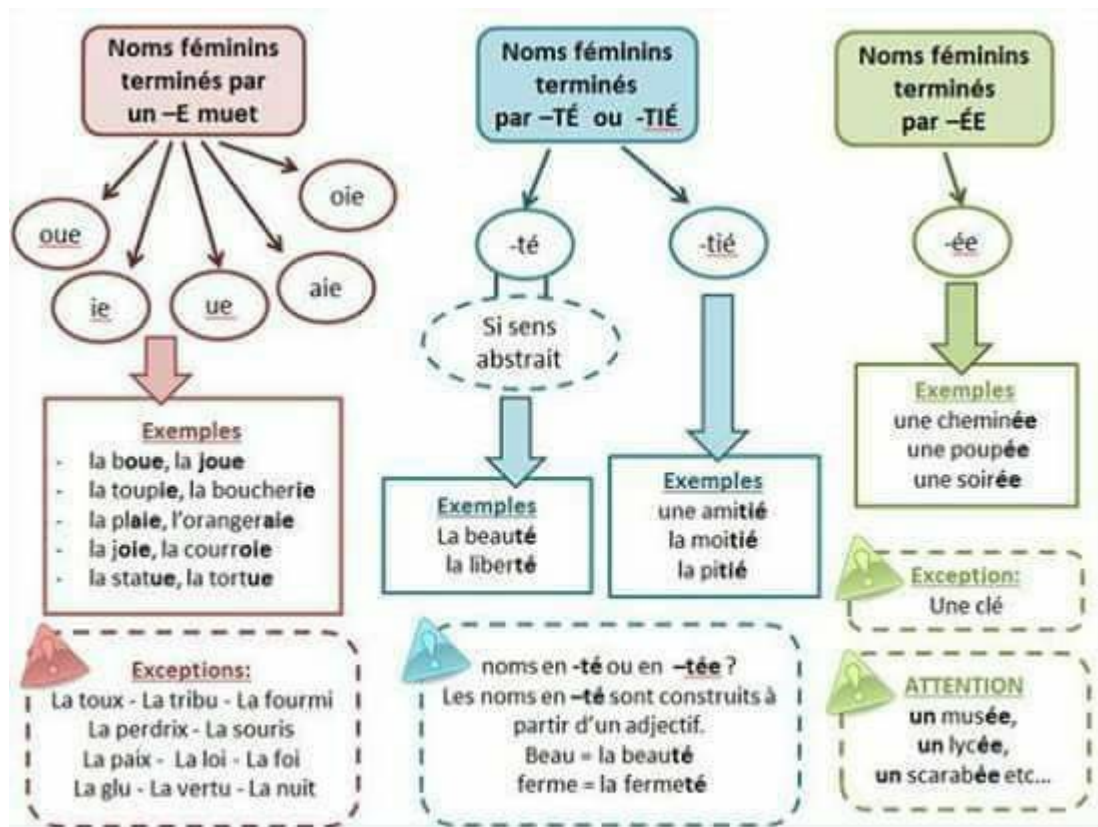 Noms féminins
terminés par
un –E muet
oue
ie
ue
aie
oie
Exemples
- la boue, la joue
- la toupie, la boucherie
- la plaie, l'orangeraie
- la joie, la courroie
- la statue, la tortue
Exceptions:
La toux - La tribu - La fourmi
La perdrix - La souris
La paix - La loi - La foi
La glu - La vertu - La nuit
Noms féminins
terminés
par –TÉ ou -TIÉ
-té
-tié
Si sens
abstrait
Exemples
La beauté
la liberté
Exemples
une amitié
la moitié
la pitié
noms en -té ou en –tée ?
Les noms en –té sont construits à
partir d'un adjectif.
Beau = la beauté
ferme = la fermeté
Noms féminins
terminés
par –ÉE
-ée
Exemples
une cheminée
une poupée
une soirée
Exception:
Une clé
ATTENTION
un musée,
un lycée,
un scarabée etc...